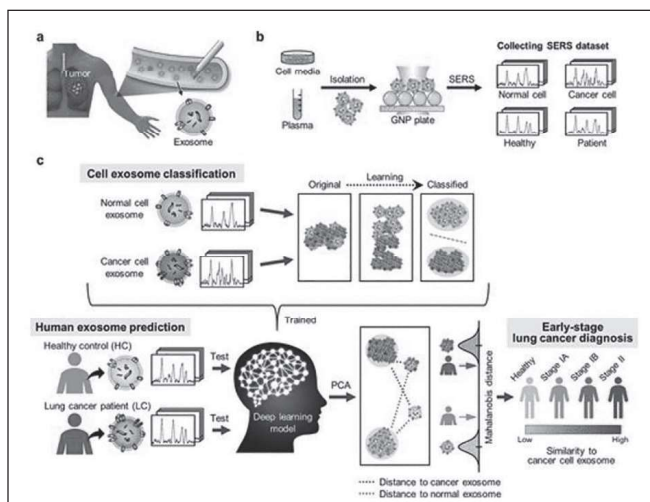 a
Tumor
Exosome
b
Cell media
Plasma
Isolation
GNP plate
SERS
Collecting SERS dataset
Normal cell
Cancer cell
Healthy
Patient
c
Cell exosome classification
Normal cell
exosome
Cancer cell
exosome
Original
Learning
Classified
Trained
Human exosome prediction
Healthy control (HC)
Test
Lung cancer patient (LC)
Test
Deep learning
model
PCA
Distance to cancer exosome
Distance to normal exosome
Mahalanobis distance
Early-stage
lung cancer diagnosis
Healthy
Stage IA
Stage IB
Stage II
Low
High
Similarity to
cancer cell exosome